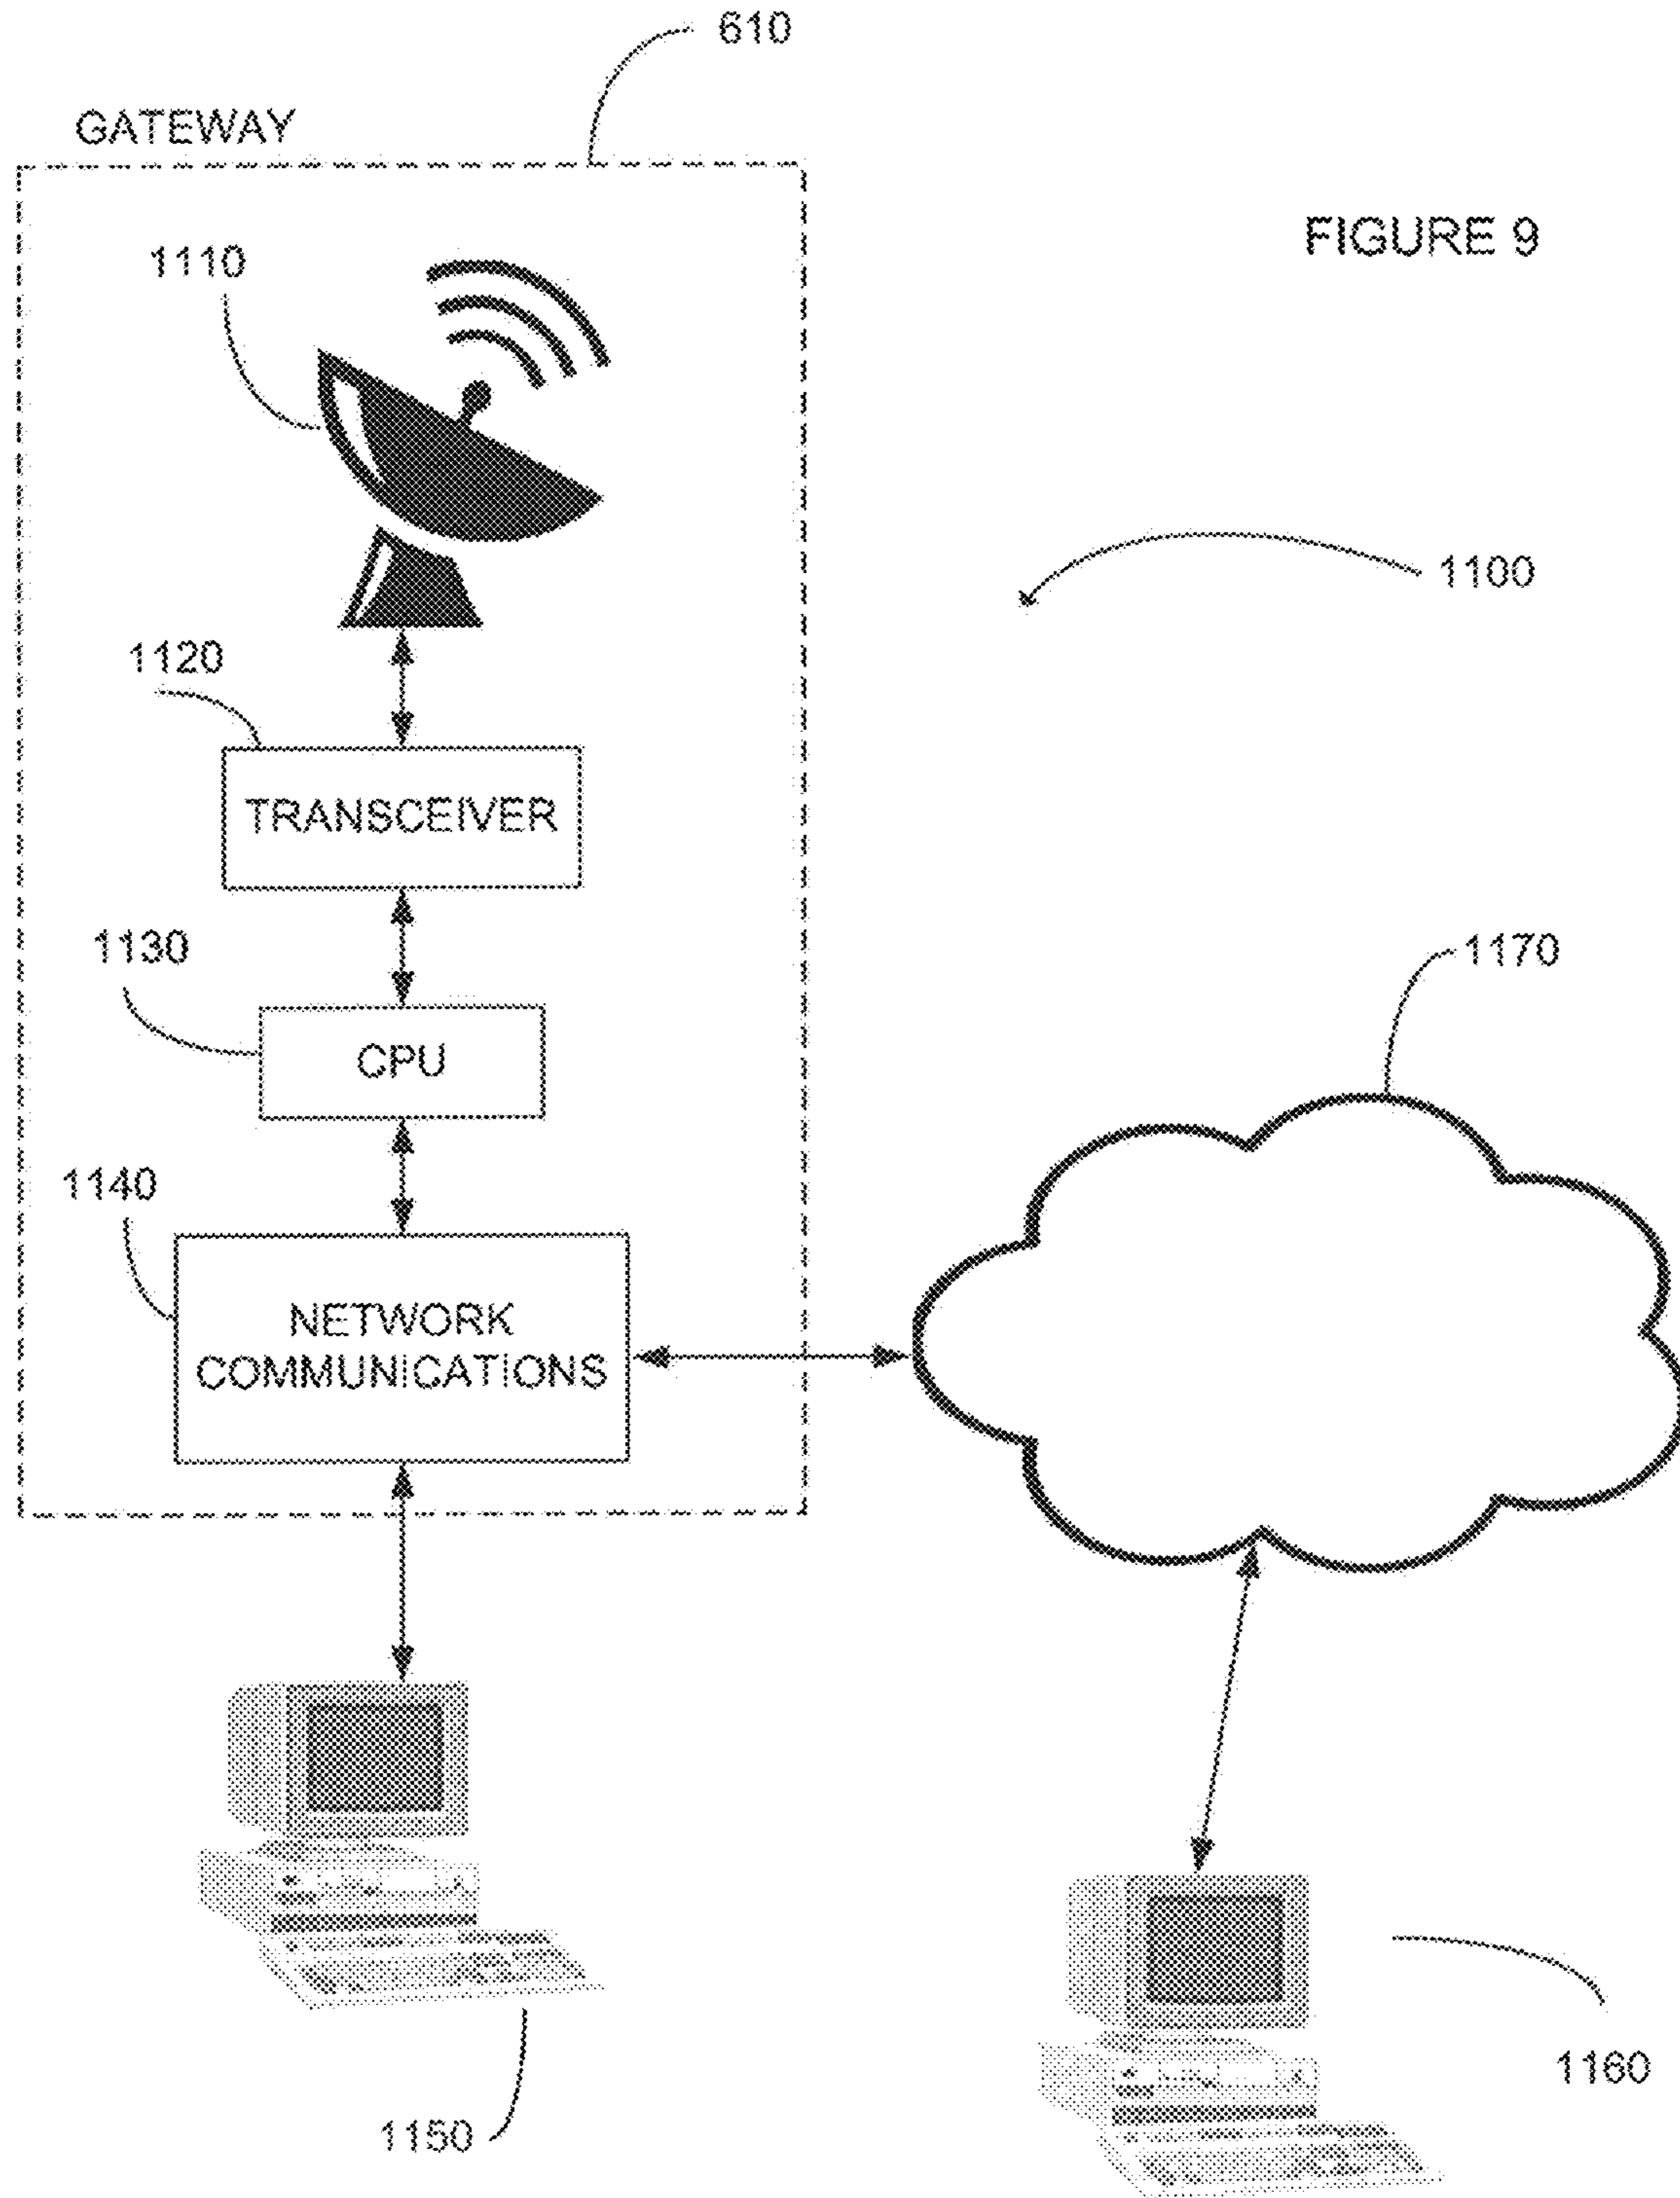 610
GATEWAY
FIGURE 9
1110
1100
1120
TRANSCEIVER
1130
1170
CPU
1140
NETWORK
COMMUNICATIONS
1160
1150